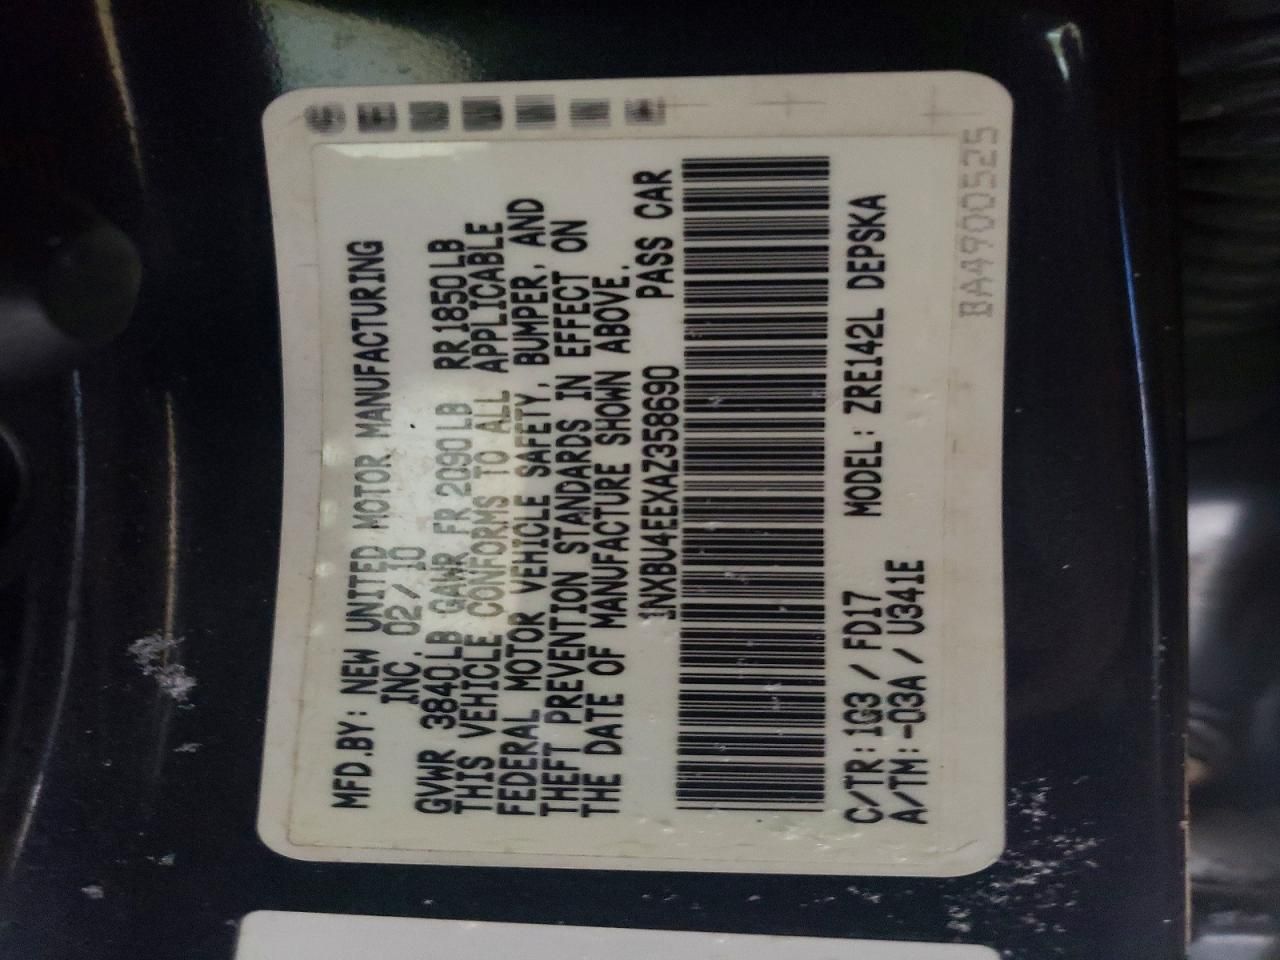 MFD.BY: NEW UNITED MOTOR MANUFACTURING
INC. 02/10
GVWR 3840LB GAWR FR 2090LB RR 1850LB
THIS VEHICLE CONFORMS TO ALL APPLICABLE
FEDERAL MOTOR VEHICLE SAFETY, BUMPER, AND
THEFT PREVENTION STANDARDS IN EFFECT ON
THE DATE OF MANUFACTURE SHOWN ABOVE.
1NXBU4EEXAZ358690 PASS CAR
C/TR:1G3/FD17 MODEL: ZRE142L DEPSKA
A/TM:-03A/U341E
BA4900525